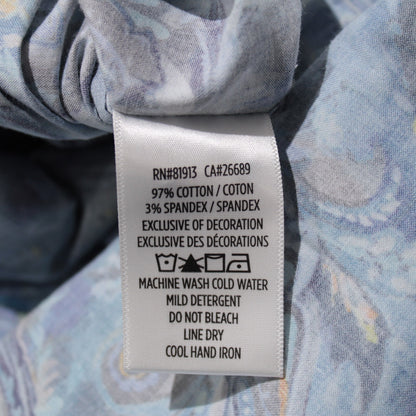 RN#81913 CA#26689
97% COTTON / COTON
3% SPANDEX / SPANDEX
EXCLUSIVE OF DECORATION
EXCLUSIVE DES DÉCORATIONS
MACHINE WASH COLD WATER
MILD DETERGENT
DO NOT BLEACH
LINE DRY
COOL HAND IRON